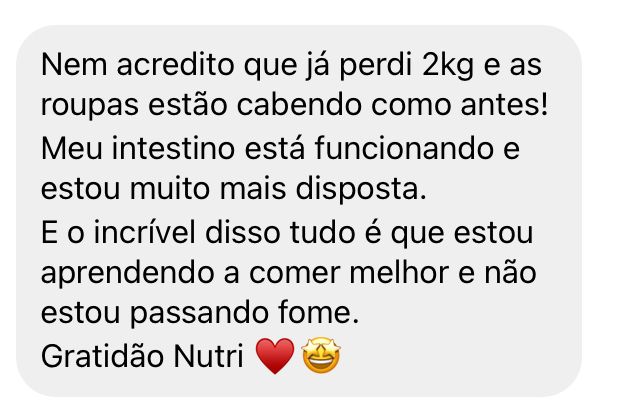 Nem acredito que já perdi 2kg e as
roupas estão cabendo como antes!
Meu intestino está funcionando e
estou muito mais disposta.
E o incrível disso tudo é que estou
aprendendo a comer melhor e não
estou passando fome.
Gratidão Nutri ♥️🤩